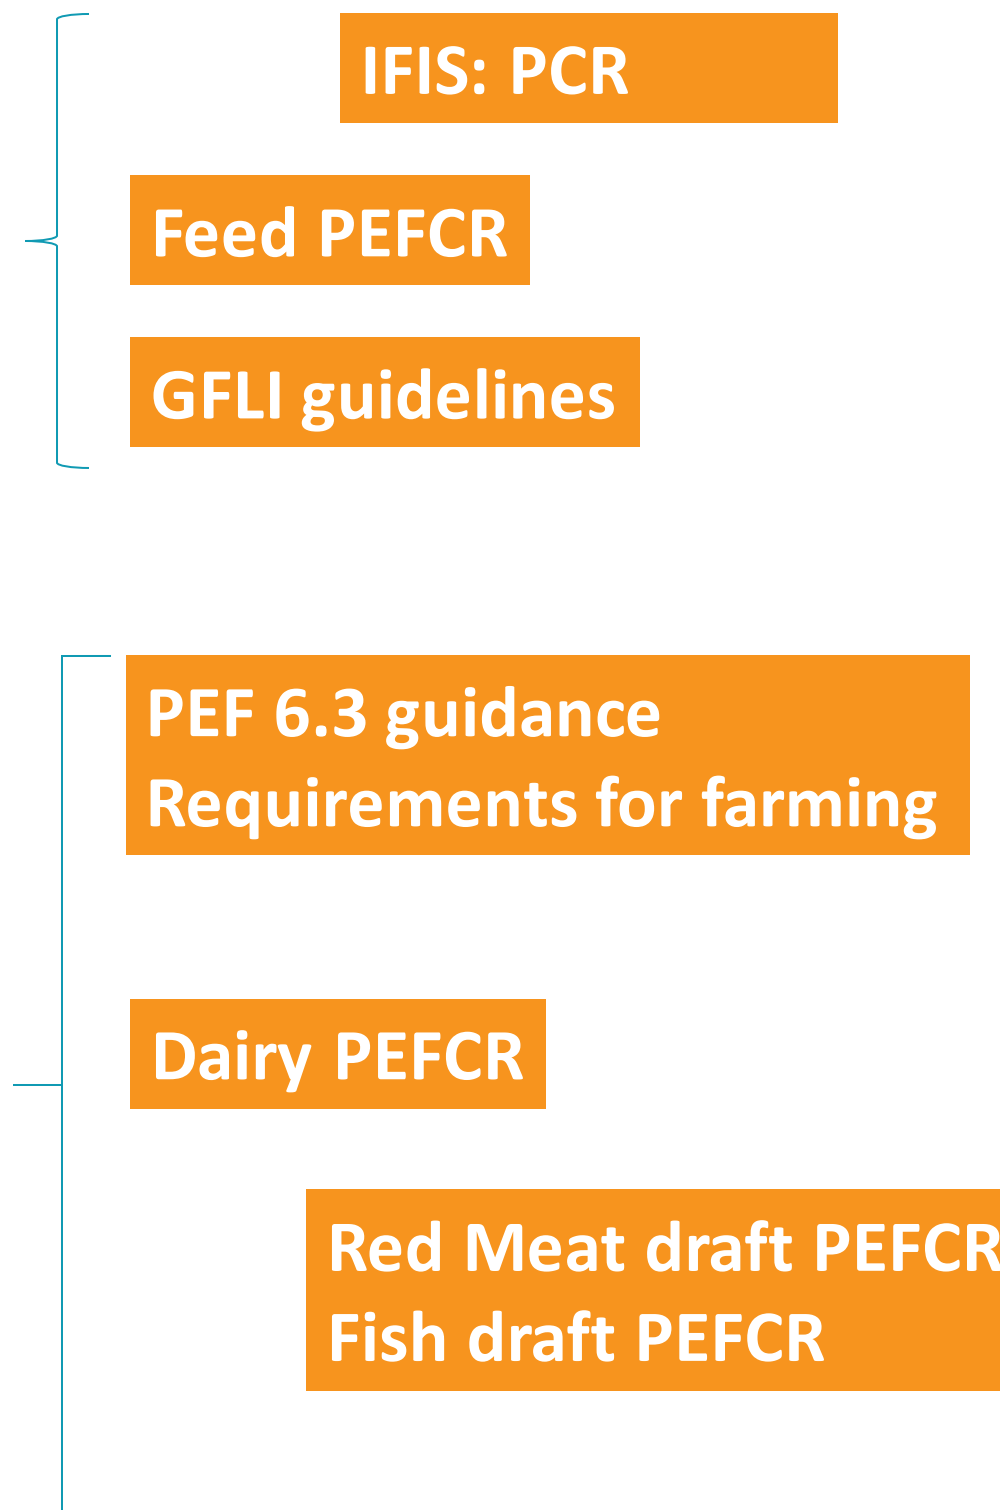 IFIS: PCR
Feed PEFCR
GFLI guidelines
PEF 6.3 guidance
Requirements for farming
Dairy PEFCR
Red Meat draft PEFCR
Fish draft PEFCR